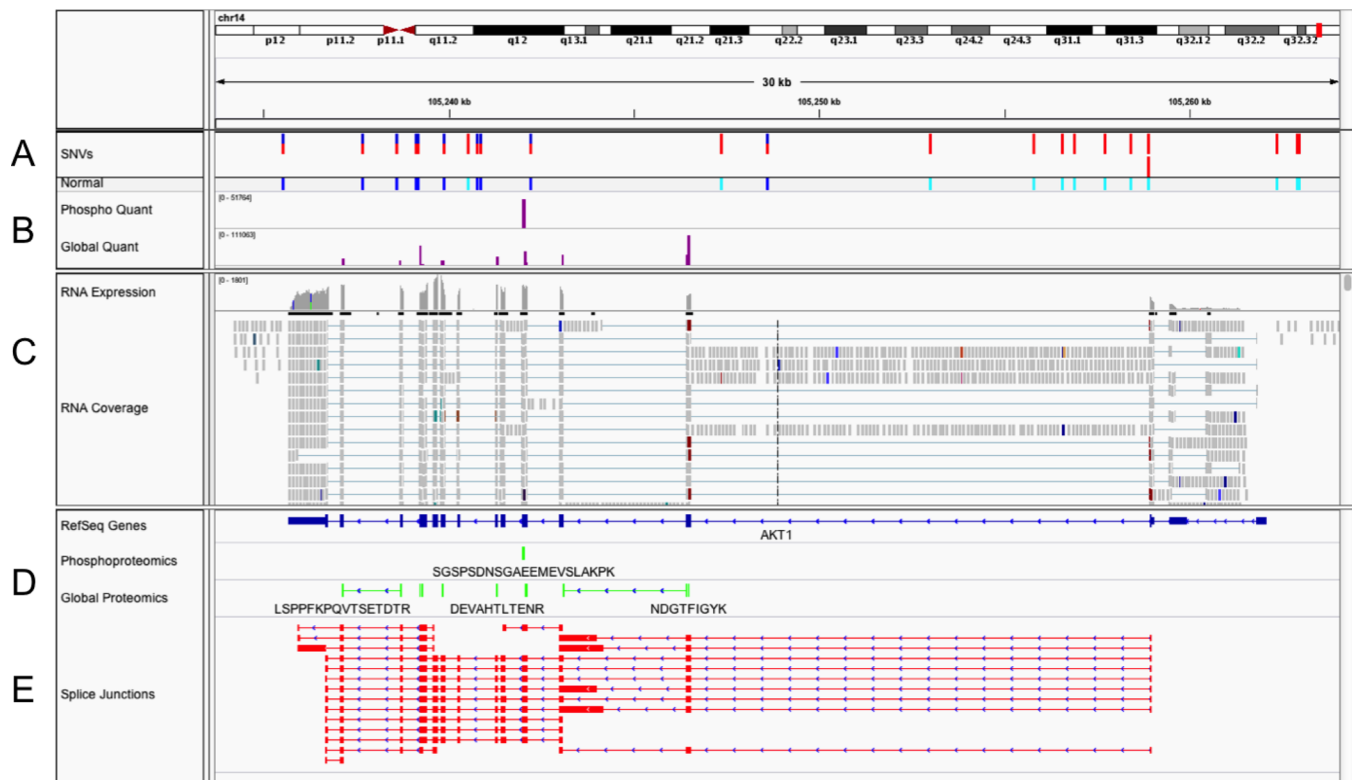 chr14
p12 p11.2 p11.1 q11.2 q12 q13.1 q21.1 q21.2 q21.3 q22.2 q23.1 q23.3 q24.2 q24.3 q31.1 q31.3 q32.12 q32.2 q32.32
30 kb
105,240 kb 105,250 kb 105,260 kb
A SNVs
Normal
B Phospho Quant [0 - 51764]
Global Quant [0 - 111063]
RNA Expression [0 - 1801]
C
RNA Coverage
RefSeq Genes
AKT1
Phosphoproteomics
D SGSPSDNSGAEEMEVSLAKPK
Global Proteomics
LSPPFKPQVTSETDTR DEVAHTLTENR NDGTFIGYK
E Splice Junctions